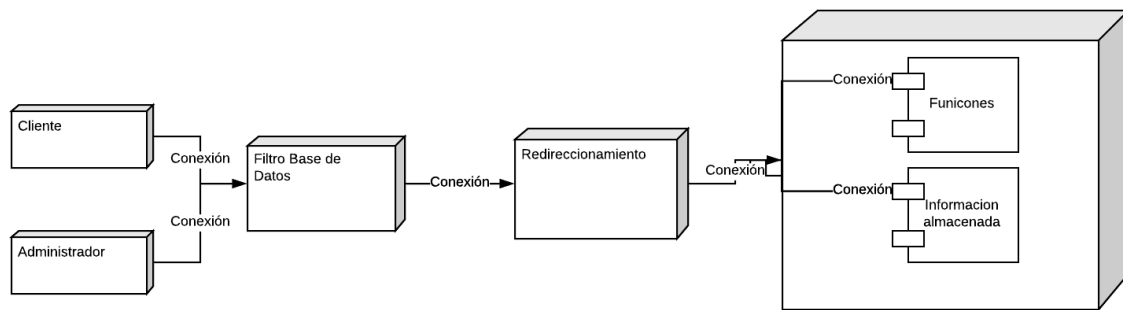 Cliente
Conexión
Conexión
Administrador
Filtro Base de
Datos
Conexión
Redireccionamiento
Conexión
Conexión
Funicones
Conexión
Informacion
almacenada